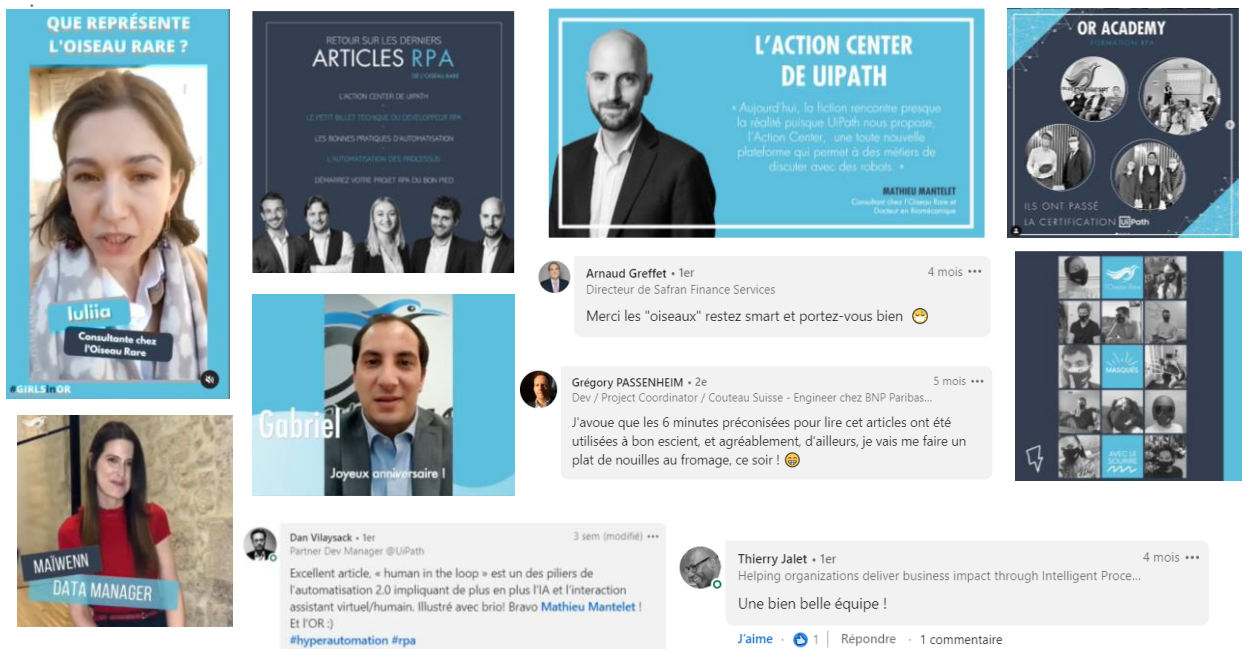 QUE REPRÉSENTE
L'OISEAU RARE ?
Iuliia
Consultante chez
l'Oiseau Rare
#GIRLSinOR
RETOUR SUR LES DERNIERS
ARTICLES RPA
DE L'OISEAU RARE
L'ACTION CENTER DE UIPATH
LE PETIT BILLET TECHIQUE DU DEVELOPPEUR RPA
LES BONNES PRATIQUES D'AUTOMATISATION
L'AUTOMATISATION DES PROCESSUS
DÉMARREZ VOTRE PROJET RPA DU BON PIED
L'ACTION CENTER
DE UIPATH
« Aujourd'hui, la fiction rencontre presque
la réalité puisque UiPath nous propose,
l'Action Center, une toute nouvelle
plateforme qui permet à des métiers de
discuter avec des robots. »
MATHIEU MANTELET
Consultant chez l'Oiseau Rare et
Docteur en Biomécanique
OR ACADEMY
FORMATION RPA
ILS ONT PASSÉ
LA CERTIFICATION UiPath
Arnaud Greffet • 1er
4 mois •••
Directeur de Safran Finance Services
Merci les "oiseaux" restez smart et portez-vous bien 😁
Grégory PASSENHEIM • 2e
5 mois •••
Dev / Project Coordinator / Couteau Suisse - Engineer chez BNP Paribas...
J'avoue que les 6 minutes préconisées pour lire cet articles ont été
utilisées à bon escient, et agréablement, d'ailleurs, je vais me faire un
plat de nouilles au fromage, ce soir ! 😁
Gabriel
Joyeux anniversaire !
l'Oiseau Rare
MASQUÉS
AVEC LE
SOURIRE
MAÏWENN
DATA MANAGER
Dan Vilaysack • 1er
3 sem (modifié) •••
Partner Dev Manager @UiPath
Excellent article, « human in the loop » est un des piliers de
l'automatisation 2.0 impliquant de plus en plus l'IA et l'interaction
assistant virtuel/humain. Illustré avec brio! Bravo Mathieu Mantelet !
Et l'OR :)
#hyperautomation #rpa
Thierry Jalet • 1er
4 mois •••
Helping organizations deliver business impact through Intelligent Proce...
Une bien belle équipe !
J'aime · 1 | Répondre · 1 commentaire